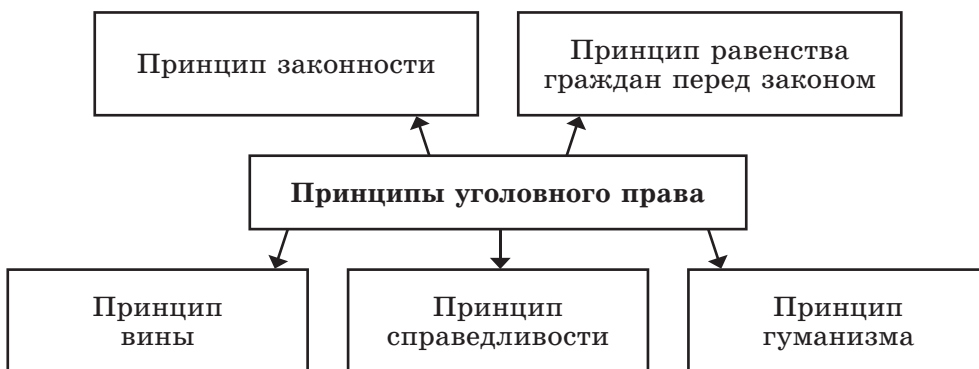 Принцип законности
Принцип равенства
граждан перед законом
Принципы уголовного права
Принцип
вины
Принцип
справедливости
Принцип
гуманизма